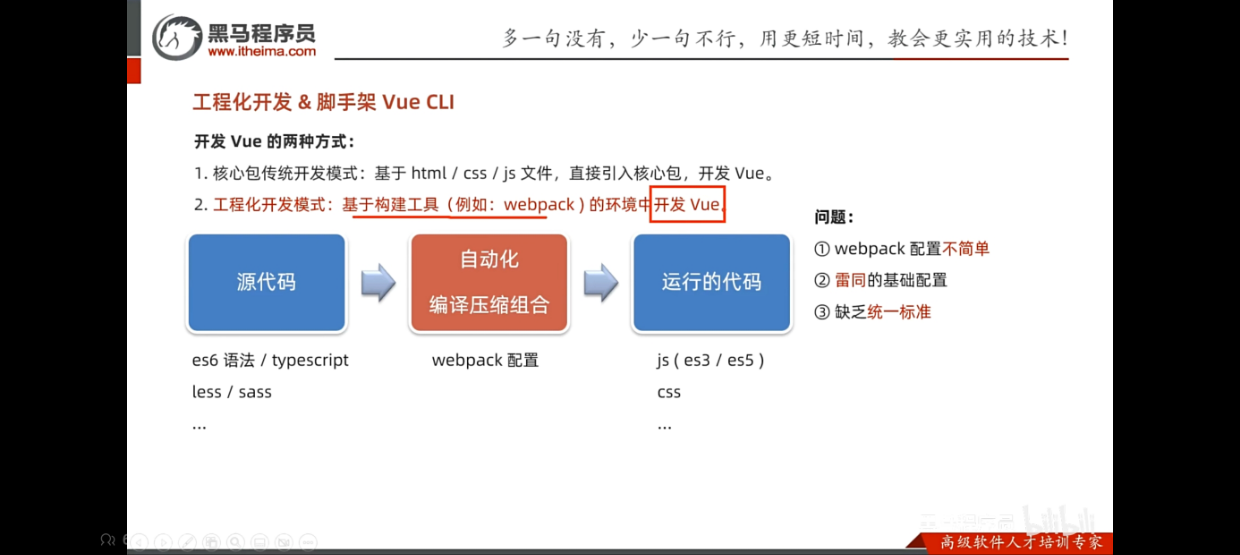 黑马程序员
www.itheima.com
多一句没有，少一句不行，用更短时间，教会更实用的技术！
工程化开发 & 脚手架 Vue CLI
开发 Vue 的两种方式：
1. 核心包传统开发模式：基于 html / css / js 文件，直接引入核心包，开发 Vue。
2. 工程化开发模式：基于构建工具（例如：webpack ) 的环境中开发 Vue。
源代码
自动化
编译压缩组合
运行的代码
es6 语法 / typescript
less / sass
...
webpack 配置
js ( es3 / es5 )
css
...
问题：
① webpack 配置不简单
② 雷同的基础配置
③ 缺乏统一标准
bilibili
高级软件人才培训专家